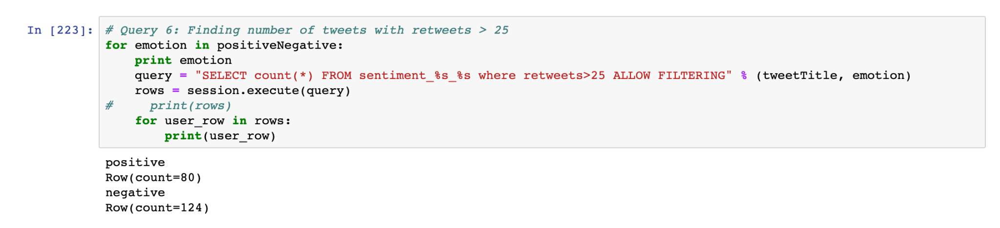 In [223]:
# Query 6: Finding number of tweets with retweets > 25
for emotion in positiveNegative:
    print emotion
    query = "SELECT count(*) FROM sentiment_%s_%s where retweets>25 ALLOW FILTERING" % (tweetTitle, emotion)
    rows = session.execute(query)
#     print(rows)
    for user_row in rows:
        print(user_row)
positive
Row(count=80)
negative
Row(count=124)